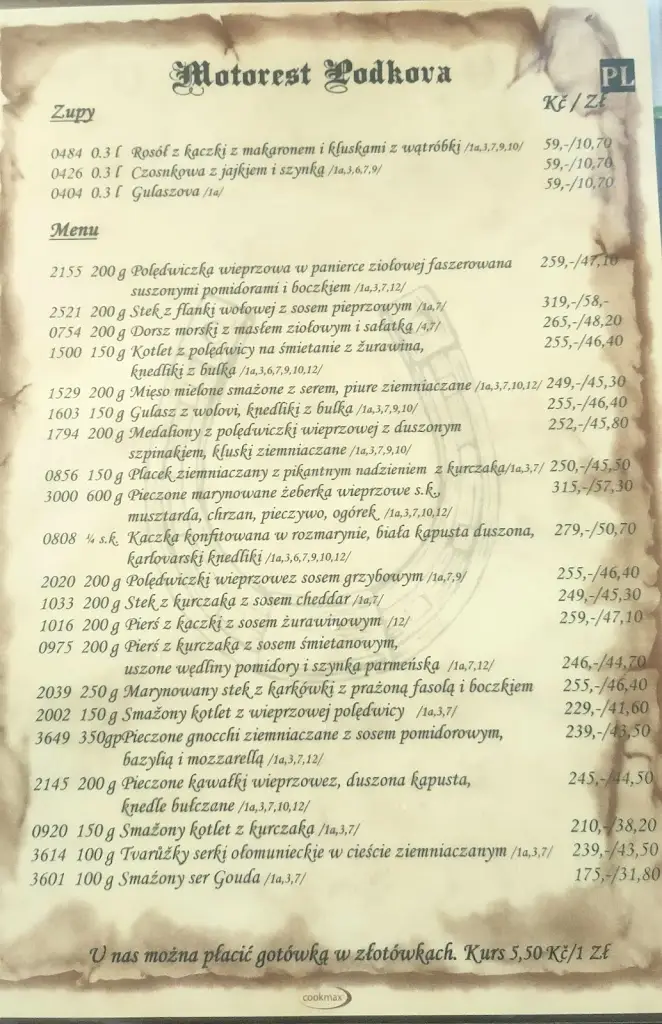 Motorest Podkova
PL
Zupy Kč / Zł
0484 0.3 l Rosół z kaczki z makaronem i kluskami z wątróbki /1a,3,7,9,10/ 59,-/10,70
0426 0.3 l Czosnkowa z jajkiem i szynką /1a,3,6,7,9/ 59,-/10,70
0404 0.3 l Gulaszova /1a/ 59,-/10,70
Menu
2155 200 g Polędwiczka wieprzowa w panierce ziołowej faszerowana 259,-/47,10
suszonymi pomidorami i boczkiem /1a,3,7,12/
2521 200 g Stek z flanki wołowej z sosem pieprzowym /1a,7/ 319,-/58,-
0754 200 g Dorsz morski z masłem ziołowym i sałatką /4,7/ 265,-/48,20
1500 150 g Kotlet z polędwicy na śmietanie z żurawina, 255,-/46,40
knedliki z bulka /1a,3,6,7,9,10,12/
1529 200 g Mięso mielone smażone z serem, piure ziemniaczane /1a,3,7,10,12/ 249,-/45,30
1603 150 g Gulasz z wolovi, knedliki z bulka /1a,3,7,9,10/ 255,-/46,40
1794 200 g Medaliony z polędwiczki wieprzowej z duszonym 252,-/45,80
szpinakiem, kluski ziemniaczane /1a,3,7,9,10/
0856 150 g Placek ziemniaczany z pikantnym nadzieniem z kurczaka/1a,3,7/ 250,-/45,50
3000 600 g Pieczone marynowane żeberka wieprzowe s.k., 315,-/57,30
musztarda, chrzan, pieczywo, ogórek /1a,3,7,10,12/
0808 ¼ s.k. Kaczka konfitowana w rozmarynie, biała kapusta duszona, 279,-/50,70
karlovarski knedliki /1a,3,6,7,9,10,12/
2020 200 g Polędwiczki wieprzowez sosem grzybowym /1a,7,9/ 255,-/46,40
1033 200 g Stek z kurczaka z sosem cheddar /1a,7/ 249,-/45,30
1016 200 g Pierś z kaczki z sosem żurawinowym /12/ 259,-/47,10
0975 200 g Pierś z kurczaka z sosem śmietanowym,
uszone wędliny pomidory i szynka parmeńska /1a,7,12/ 246,-/44,70
2039 250 g Marynowany stek z karkówki z prażoną fasolą i boczkiem 255,-/46,40
2002 150 g Smażony kotlet z wieprzowej polędwicy /1a,3,7/ 229,-/41,60
3649 350gpPieczone gnocchi ziemniaczane z sosem pomidorowym, 239,-/43,50
bazylią i mozzarellą /1a,3,7,12/
2145 200 g Pieczone kawałki wieprzowez, duszona kapusta, 245,-/44,50
knedle bułczane /1a,3,7,10,12/
0920 150 g Smażony kotlet z kurczaka /1a,3,7/ 210,-/38,20
3614 100 g Tvarůžky serki ołomunieckie w cieście ziemniaczanym /1a,3,7/ 239,-/43,50
3601 100 g Smażony ser Gouda /1a,3,7/ 175,-/31,80
U nas można płacić gotówką w złotówkach. Kurs 5,50 Kč/1 Zł
cookmax